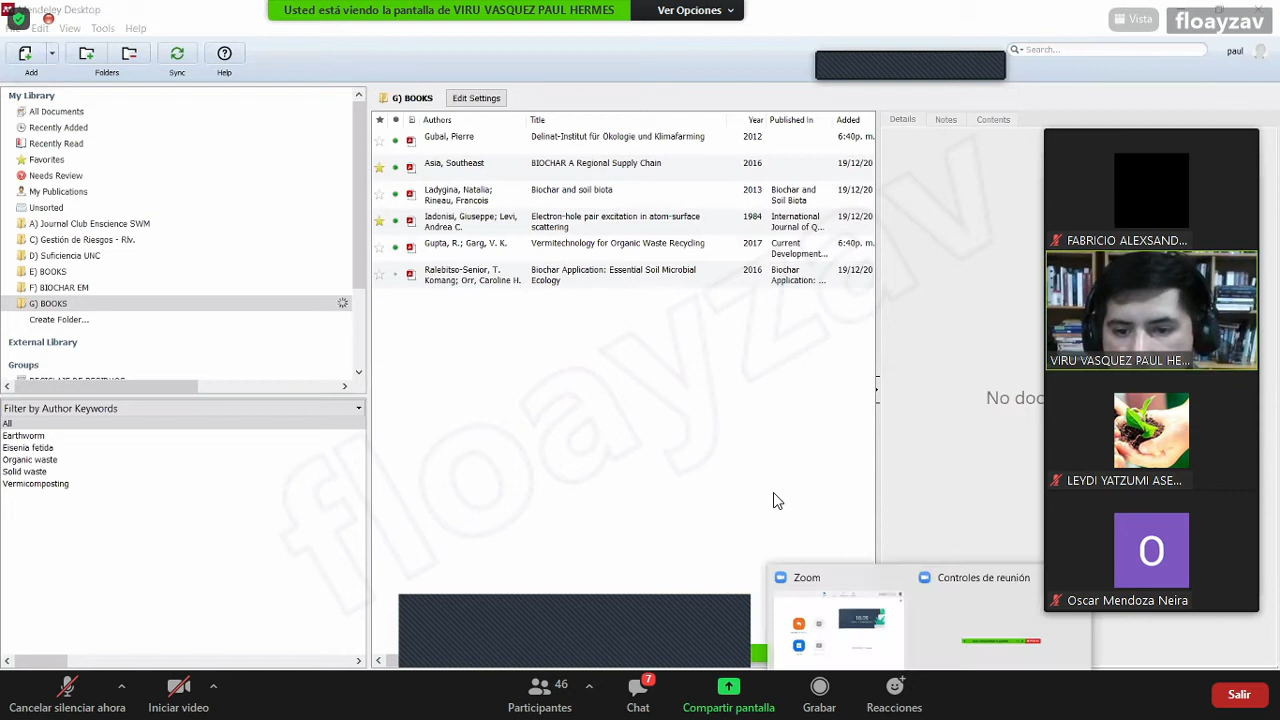 Mendeley Desktop
Usted está viendo la pantalla de VIRU VASQUEZ PAUL HERMES
Ver Opciones
Vista
floayzav
Edit View Tools Help
Add
Folders
Sync
Help
Search...
paul
My Library
All Documents
Recently Added
Recently Read
Favorites
Needs Review
My Publications
Unsorted
A) Journal Club Enscience SWM
C) Gestión de Riesgos - Riv.
D) Suficiencia UNC
E) BOOKS
F) BIOCHAR EM
G) BOOKS
Create Folder...
External Library
Groups
Filter by Author Keywords
All
Earthworm
Eisenia fetida
Organic waste
Solid waste
Vermicomposting
G) BOOKS
Edit Settings
Authors Title Year Published In Added
Gubal, Pierre Delinat-Institut für Ökologie und Klimafarming 2012 6:40p. m.
Asia, Southeast BIOCHAR A Regional Supply Chain 2016 19/12/20
Ladygina, Natalia; Biochar and soil biota 2013 Biochar and 19/12/20
Rineau, Francois Soil Biota
Iadonisi, Giuseppe; Levi, Electron-hole pair excitation in atom-surface 1984 International 19/12/20
Andrea C. scattering Journal of Q...
Gupta, R.; Garg, V. K. Vermitechnology for Organic Waste Recycling 2017 Current 6:40p. m.
Development...
Ralebitso-Senior, T. Biochar Application: Essential Soil Microbial 2016 Biochar 19/12/20
Komang; Orr, Caroline H. Ecology Application: ...
Details Notes Contents
No doc
FABRICIO ALEXSAND...
VIRU VASQUEZ PAUL HE...
LEYDI YATZUMI ASE...
O
Oscar Mendoza Neira
floayzav
Zoom
Controles de reunión
Cancelar silenciar ahora
Iniciar video
46
Participantes
7
Chat
Compartir pantalla
Grabar
Reacciones
Salir